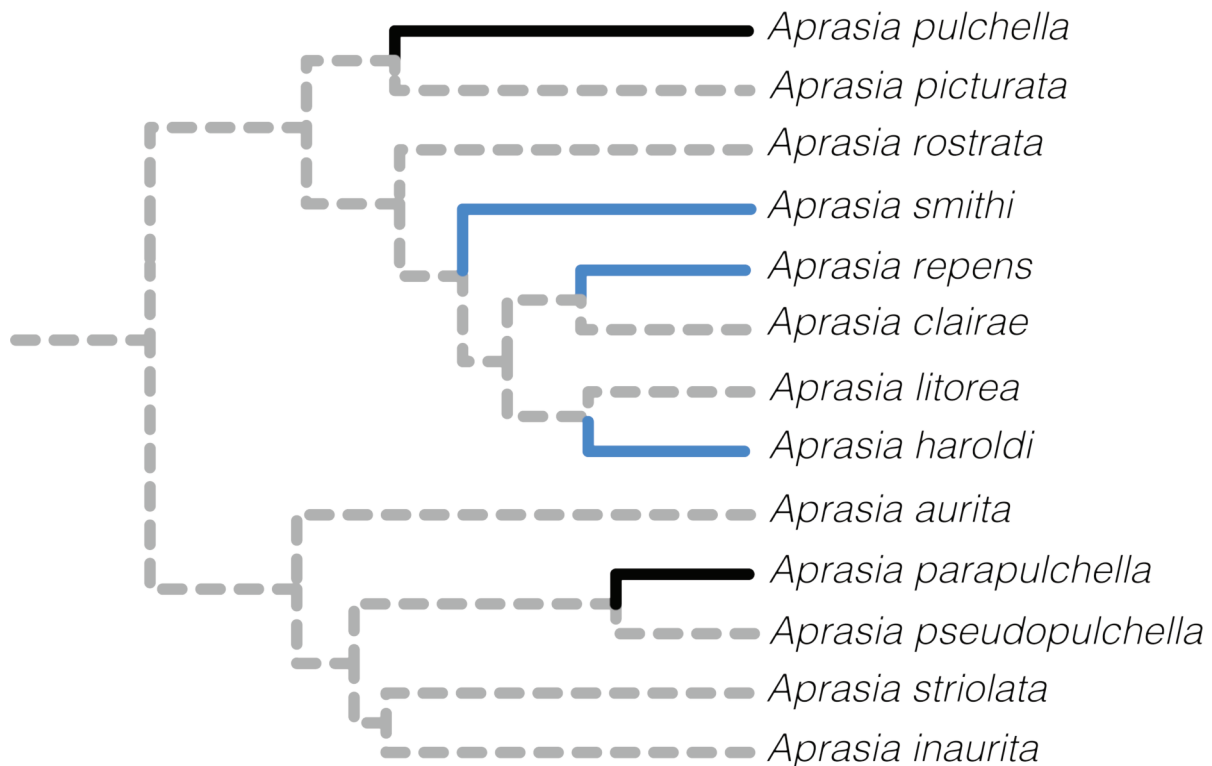 Aprasia pulchella
Aprasia picturata
Aprasia rostrata
Aprasia smithi
Aprasia repens
Aprasia clairae
Aprasia litorea
Aprasia haroldi
Aprasia aurita
Aprasia parapulchella
Aprasia pseudopulchella
Aprasia striolata
Aprasia inaurita